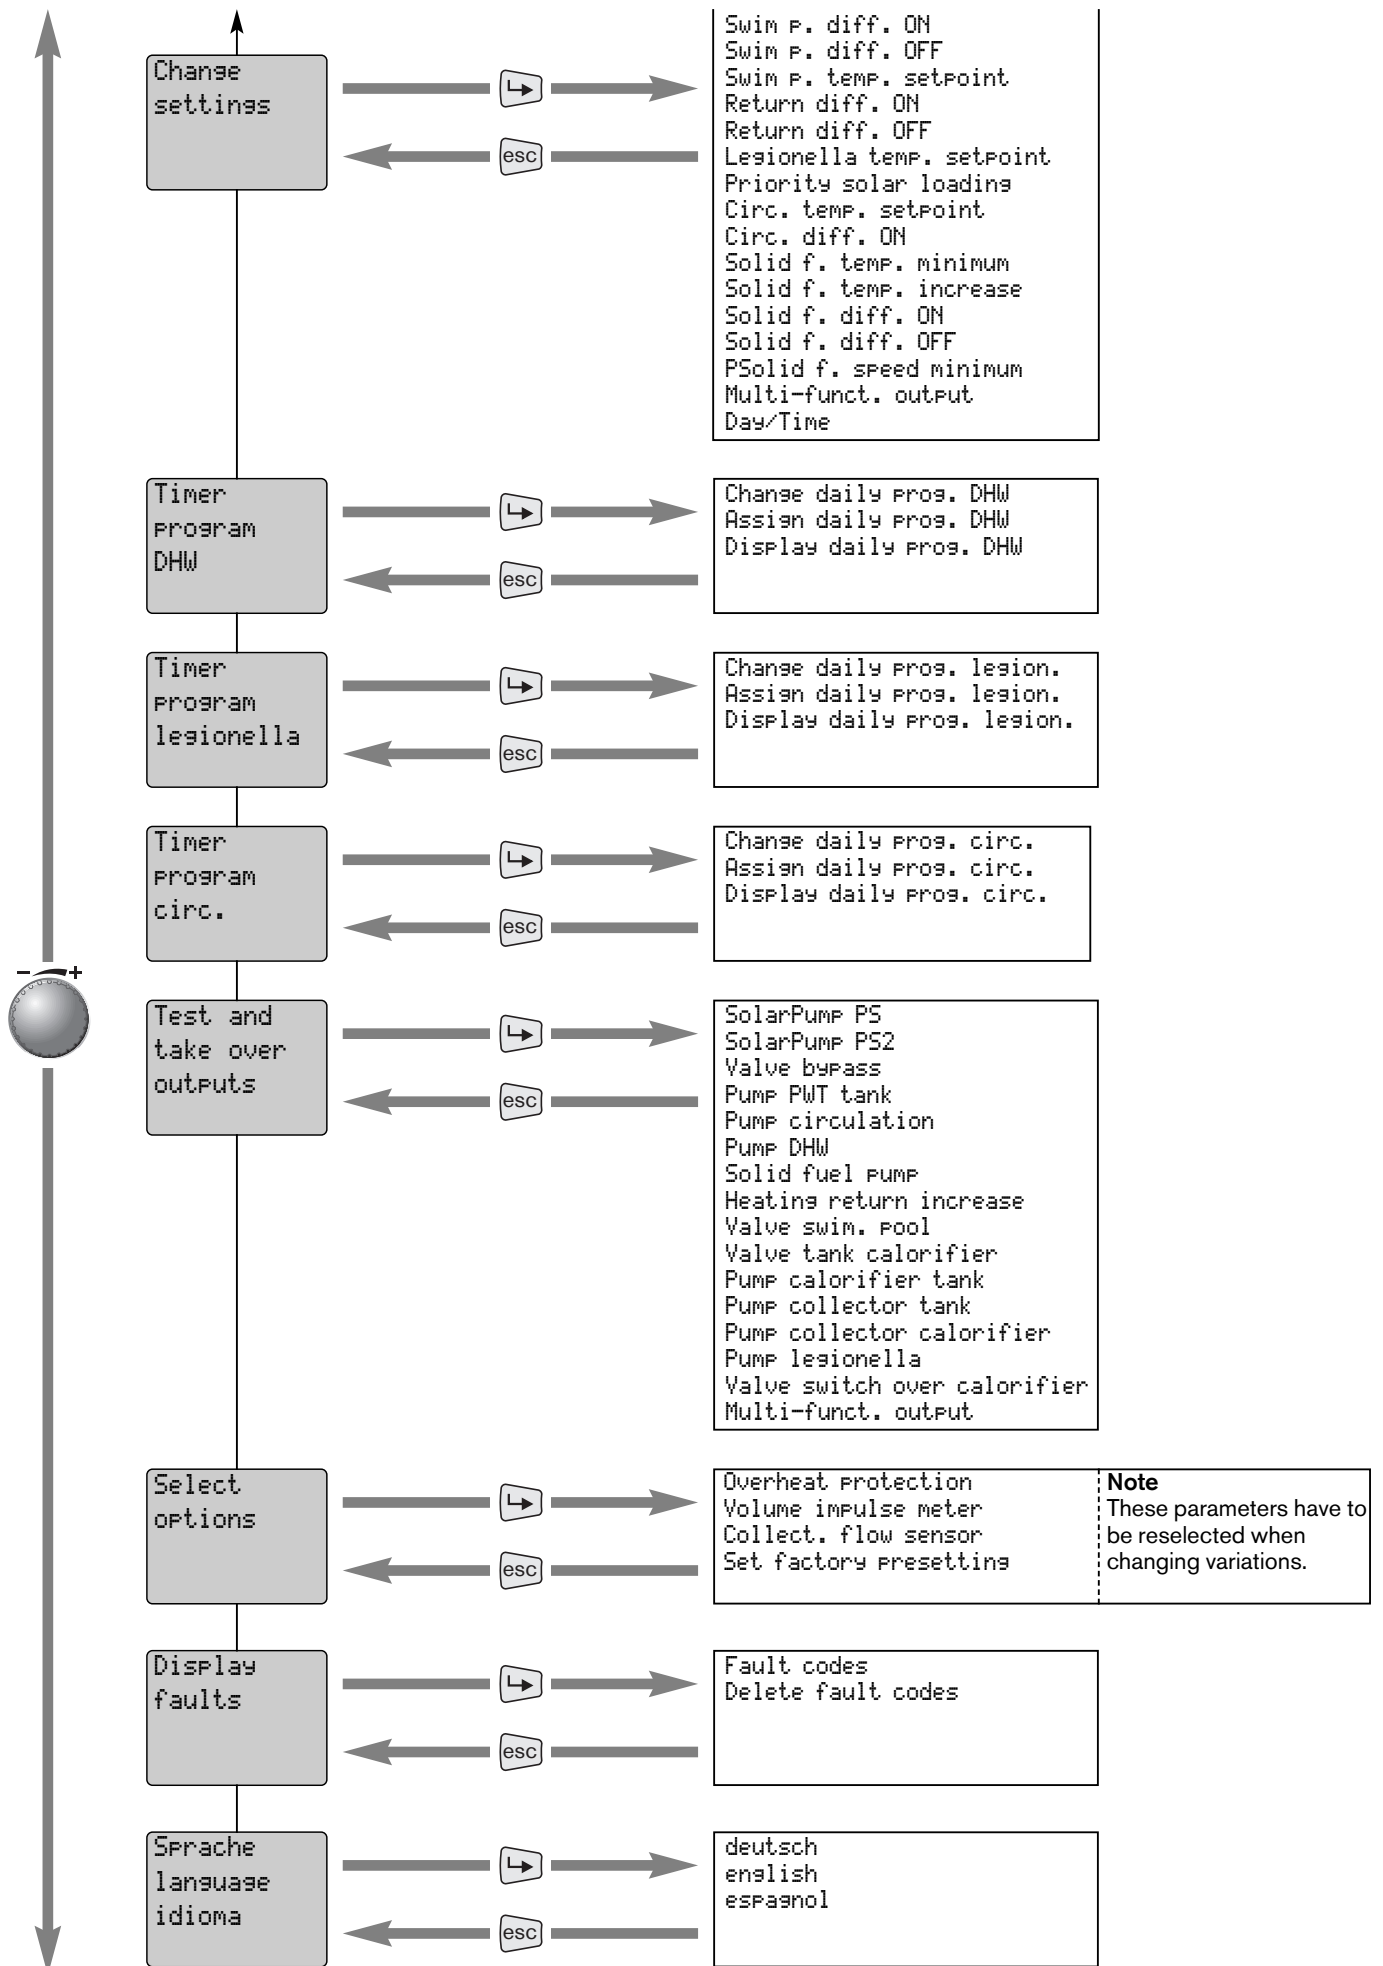 Change
settings
esc
Swim p. diff. ON
Swim p. diff. OFF
Swim p. temp. setpoint
Return diff. ON
Return diff. OFF
Legionella temp. setpoint
Priority solar loading
Circ. temp. setpoint
Circ. diff. ON
Solid f. temp. minimum
Solid f. temp. increase
Solid f. diff. ON
Solid f. diff. OFF
PSolid f. speed minimum
Multi-funct. output
Day/Time
Timer
program
DHW
esc
Change daily prog. DHW
Assign daily prog. DHW
Display daily prog. DHW
Timer
program
legionella
esc
Change daily prog. legion.
Assign daily prog. legion.
Display daily prog. legion.
Timer
program
circ.
esc
Change daily prog. circ.
Assign daily prog. circ.
Display daily prog. circ.
- +
Test and
take over
outputs
esc
SolarPump PS
SolarPump PS2
Valve bypass
Pump PWT tank
Pump circulation
Pump DHW
Solid fuel pump
Heating return increase
Valve swim. pool
Valve tank calorifier
Pump calorifier tank
Pump collector tank
Pump collector calorifier
Pump legionella
Valve switch over calorifier
Multi-funct. output
Select
options
esc
Overheat protection
Volume impulse meter
Collect. flow sensor
Set factory presetting
Note
These parameters have to
be reselected when
changing variations.
Display
faults
esc
Fault codes
Delete fault codes
Sprache
language
idioma
esc
deutsch
english
espagnol